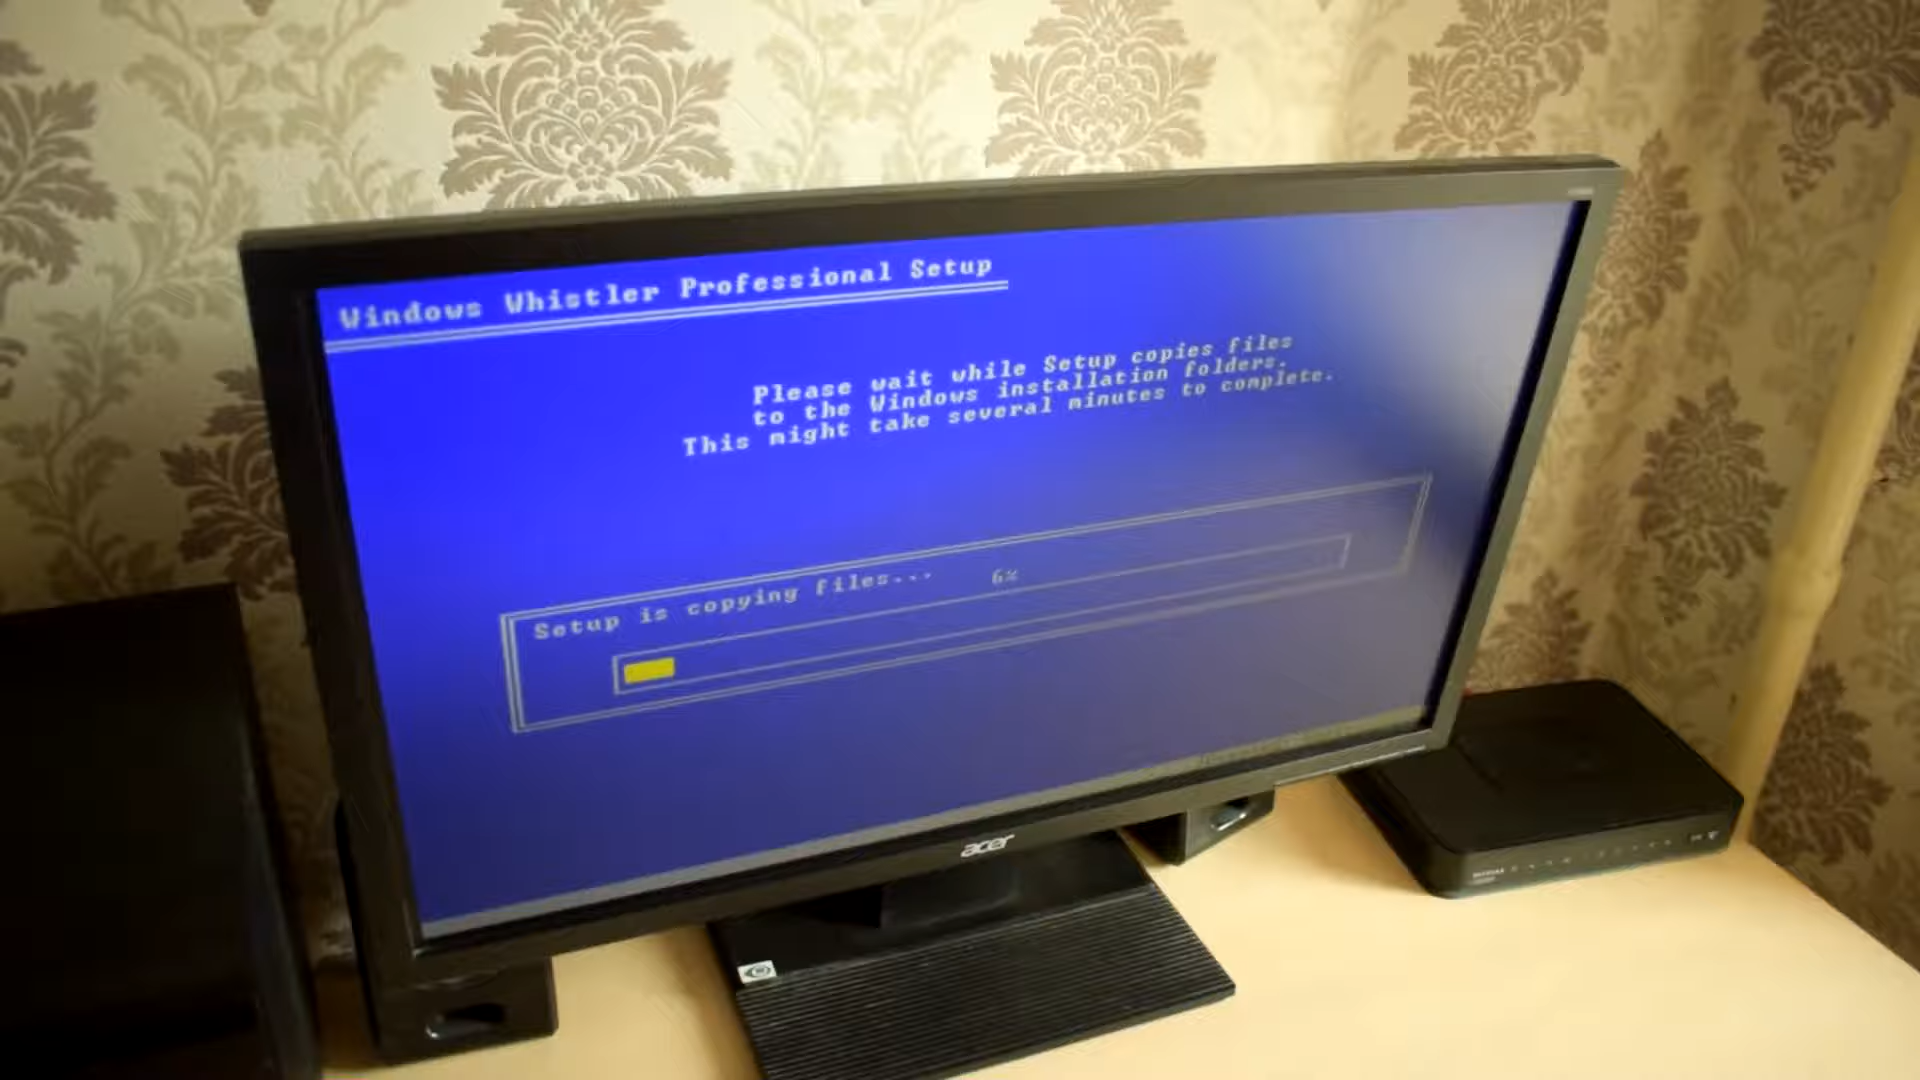 Windows Whistler Professional Setup
Please wait while Setup copies files
to the Windows installation folders.
This might take several minutes to complete.
Setup is copying files... 6%
acer